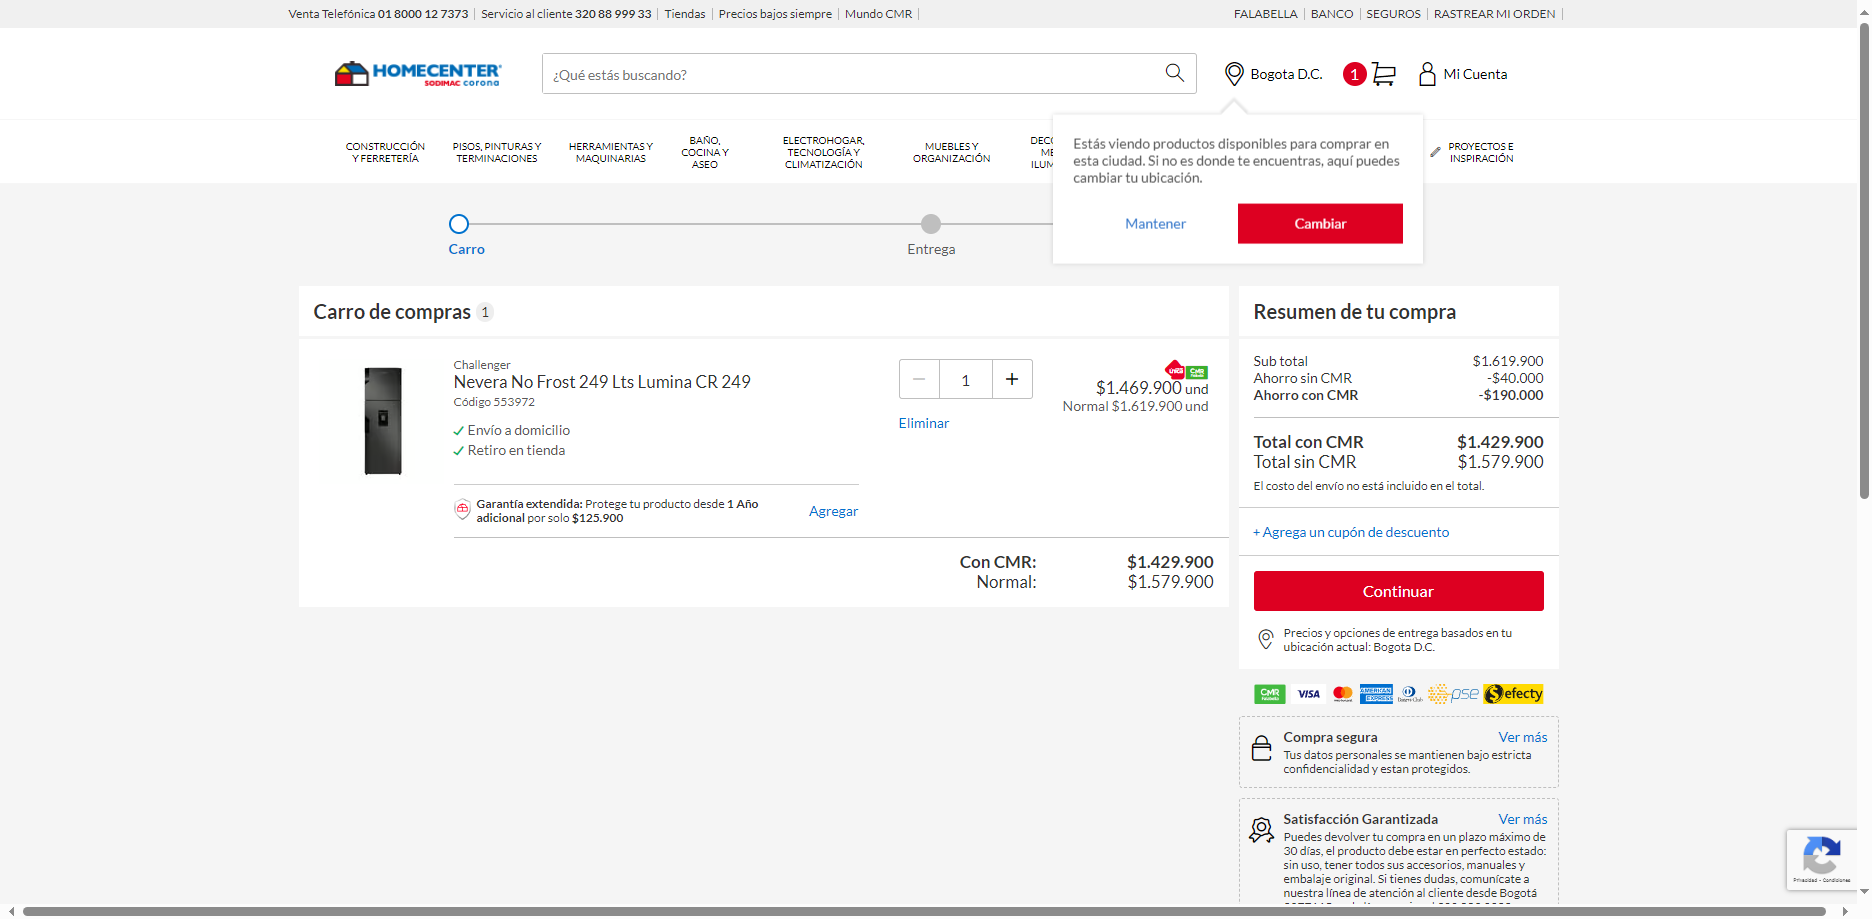 Venta Telefónica 01 8000 12 7373
Servicio al cliente 320 88 999 33
Tiendas
Precios bajos siempre
Mundo CMR
FALABELLA
BANCO
SEGUROS
RASTREAR MI ORDEN
HOMECENTER
SODIMAC corona
¿Qué estás buscando?
Bogota D.C.
1
Mi Cuenta
CONSTRUCCIÓN
Y FERRETERÍA
PISOS, PINTURAS Y
TERMINACIONES
HERRAMIENTAS Y
MAQUINARIAS
BAÑO,
COCINA Y
ASEO
ELECTROHOGAR,
TECNOLOGÍA Y
CLIMATIZACIÓN
MUEBLES Y
ORGANIZACIÓN
PROYECTOS E
INSPIRACIÓN
Estás viendo productos disponibles para comprar en
esta ciudad. Si no es donde te encuentras, aquí puedes
cambiar tu ubicación.
Mantener
Cambiar
Carro
Entrega
Carro de compras 1
Challenger
Nevera No Frost 249 Lts Lumina CR 249
Código 553972
Envío a domicilio
Retiro en tienda
1
Eliminar
CMR
$1.469.900 und
Normal $1.619.900 und
Garantía extendida: Protege tu producto desde 1 Año
adicional por solo $125.900
Agregar
Con CMR: $1.429.900
Normal: $1.579.900
Resumen de tu compra
Sub total $1.619.900
Ahorro sin CMR -$40.000
Ahorro con CMR -$190.000
Total con CMR $1.429.900
Total sin CMR $1.579.900
El costo del envío no está incluido en el total.
+ Agrega un cupón de descuento
Continuar
Precios y opciones de entrega basados en tu
ubicación actual: Bogota D.C.
CMR
VISA
AMERICAN EXPRESS
Diners Club
pse
efecty
Compra segura Ver más
Tus datos personales se mantienen bajo estricta
confidencialidad y estan protegidos.
Satisfacción Garantizada Ver más
Puedes devolver tu compra en un plazo máximo de
30 días, el producto debe estar en perfecto estado:
sin uso, tener todos sus accesorios, manuales y
embalaje original. Si tienes dudas, comunícate a
nuestra línea de atención al cliente desde Bogotá
Privacidad - Condiciones